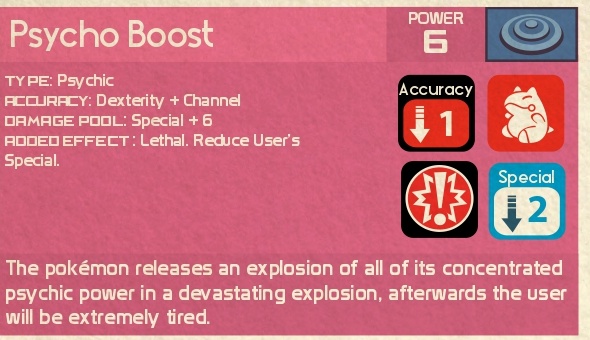 Psycho Boost
POWER
6
TYPE: Psychic
ACCURACY: Dexterity + Channel
DAMAGE POOL: Special + 6
ADDED EFFECT: Lethal. Reduce User's
Special.
Accuracy
1
Special
2
The pokémon releases an explosion of all of its concentrated
psychic power in a devastating explosion, afterwards the user
will be extremely tired.